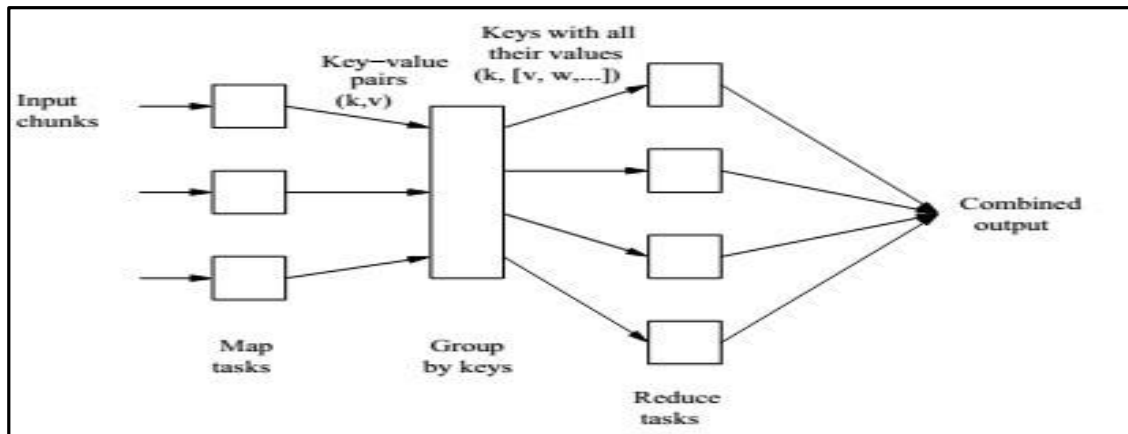 Input
chunks
Key−value
pairs
(k,v)
Keys with all
their values
(k, [v, w,...])
Combined
output
Map
tasks
Group
by keys
Reduce
tasks